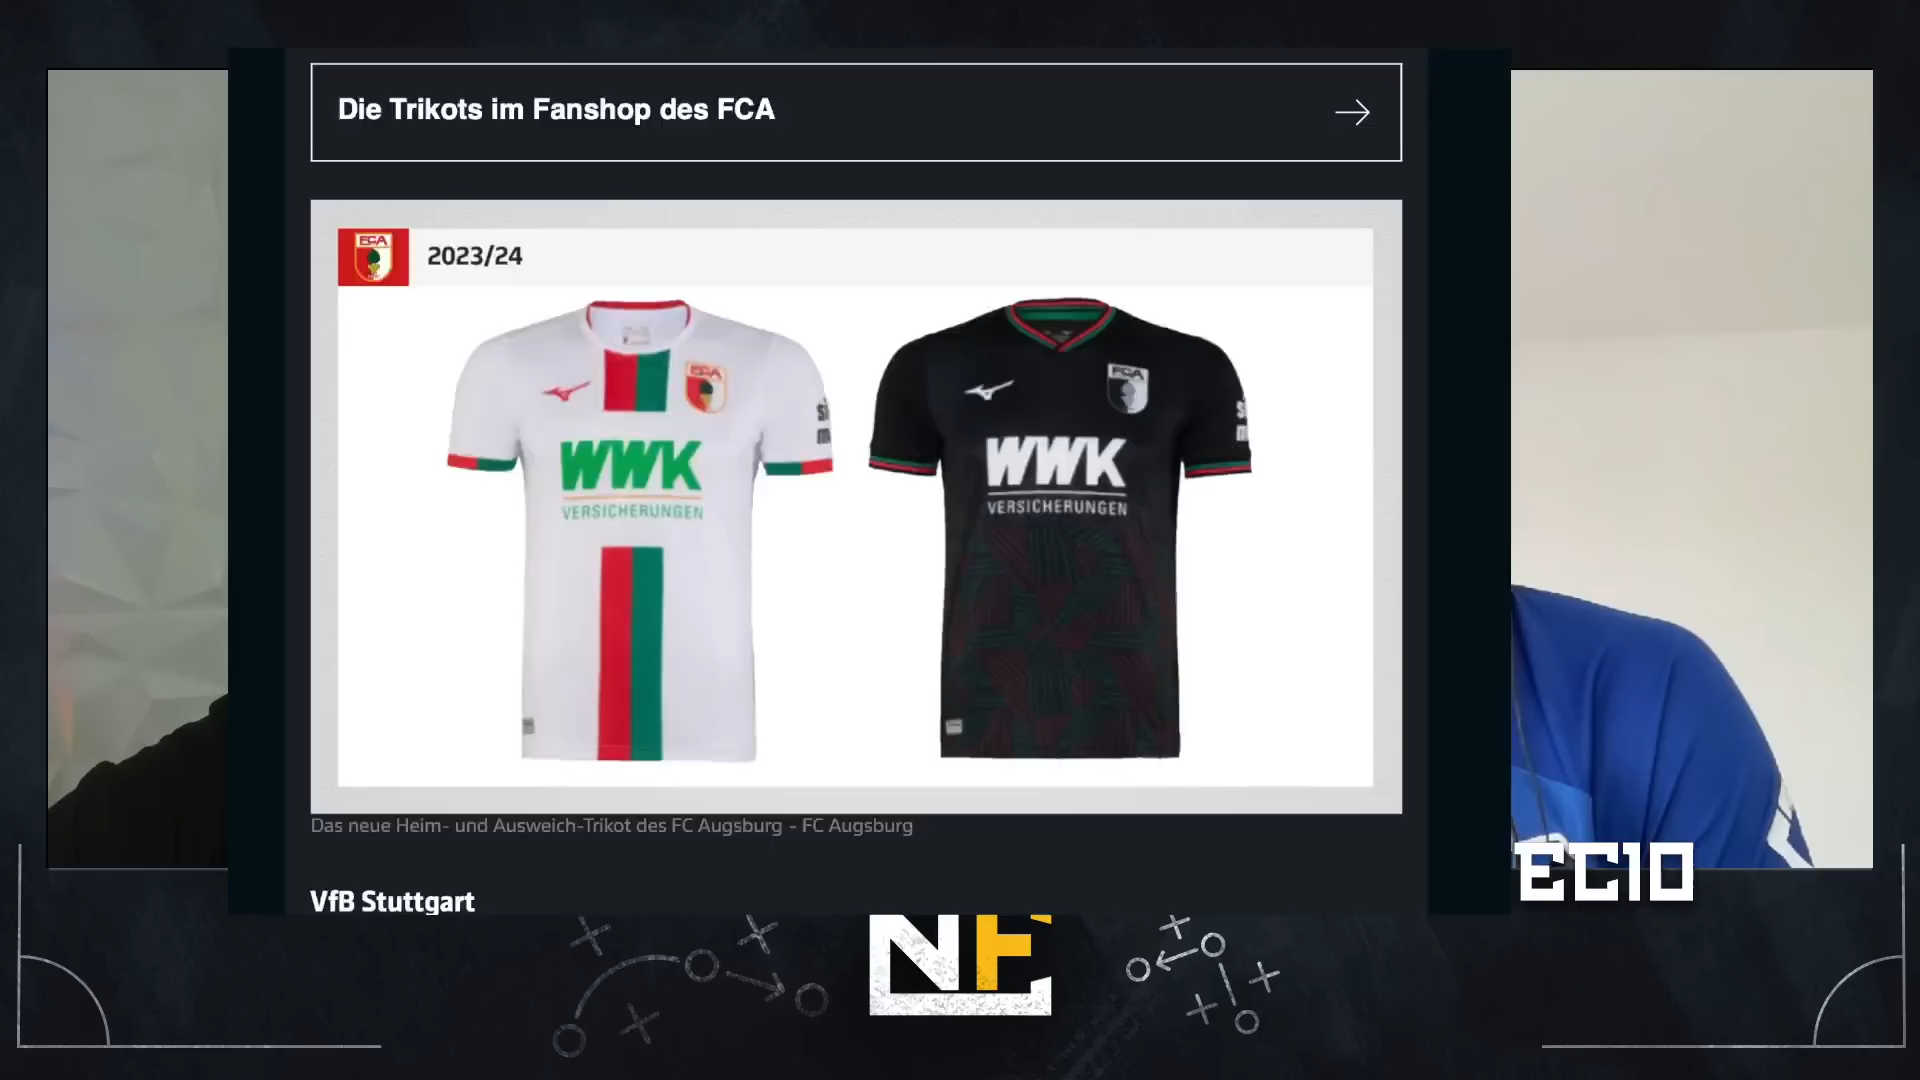 Die Trikots im Fanshop des FCA
FCA
2023/24
FCA
FCA
WWK
VERSICHERUNGEN
WWK
VERSICHERUNGEN
Das neue Heim- und Ausweich-Trikot des FC Augsburg - FC Augsburg
VfB Stuttgart
EC10
NE